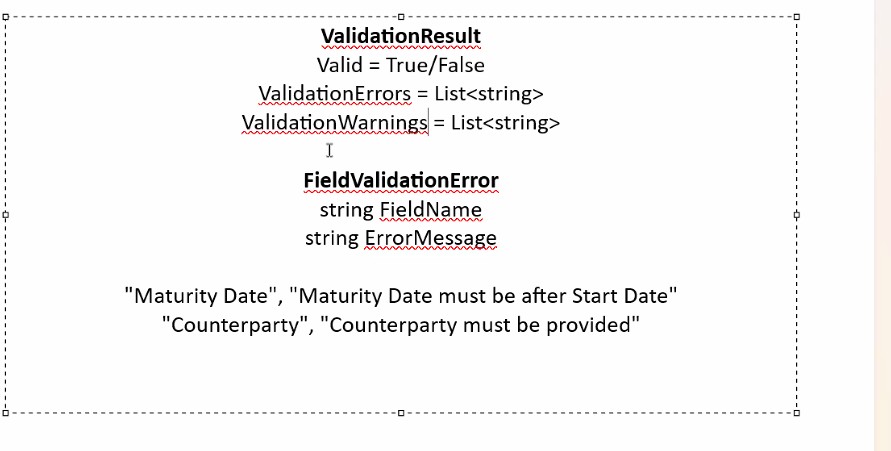 ValidationResult
Valid = True/False
ValidationErrors = List<string>
ValidationWarnings = List<string>
FieldValidationError
string FieldName
string ErrorMessage
"Maturity Date", "Maturity Date must be after Start Date"
"Counterparty", "Counterparty must be provided"